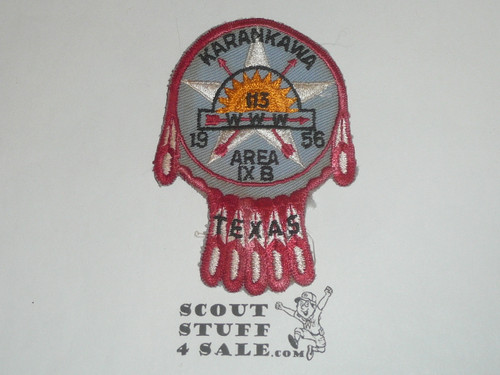 KARANKAWA
113
WWW
19 56
AREA
IX B
TEXAS
SCOUT
STUFF
4 SALE.COM